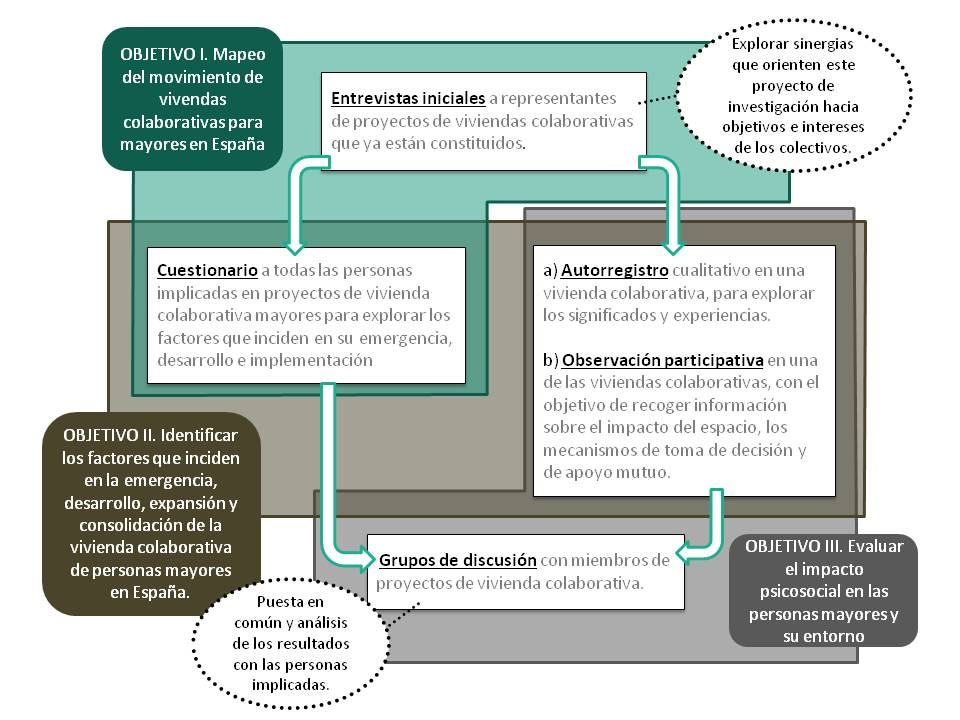 OBJETIVO I. Mapeo
del movimiento de
vivendas
colaborativas para
mayores en España
Entrevistas iniciales a representantes
de proyectos de viviendas colaborativas
que ya están constituidos.
Explorar sinergias
que orienten este
proyecto de
investigación hacia
objetivos e intereses
de los colectivos.
Cuestionario a todas las personas
implicadas en proyectos de vivienda
colaborativa mayores para explorar los
factores que inciden en su emergencia,
desarrollo e implementación
a) Autorregistro cualitativo en una
vivienda colaborativa, para explorar
los significados y experiencias.
b) Observación participativa en una
de las viviendas colaborativas, con el
objetivo de recoger información
sobre el impacto del espacio, los
mecanismos de toma de decisión y
de apoyo mutuo.
OBJETIVO II. Identificar
los factores que inciden
en la emergencia,
desarrollo, expansión y
consolidación de la
vivienda colaborativa
de personas mayores
en España.
Grupos de discusión con miembros de
proyectos de vivienda colaborativa.
OBJETIVO III. Evaluar
el impacto
psicosocial en las
personas mayores y
su entorno
Puesta en
común y análisis
de los resultados
con las personas
implicadas.